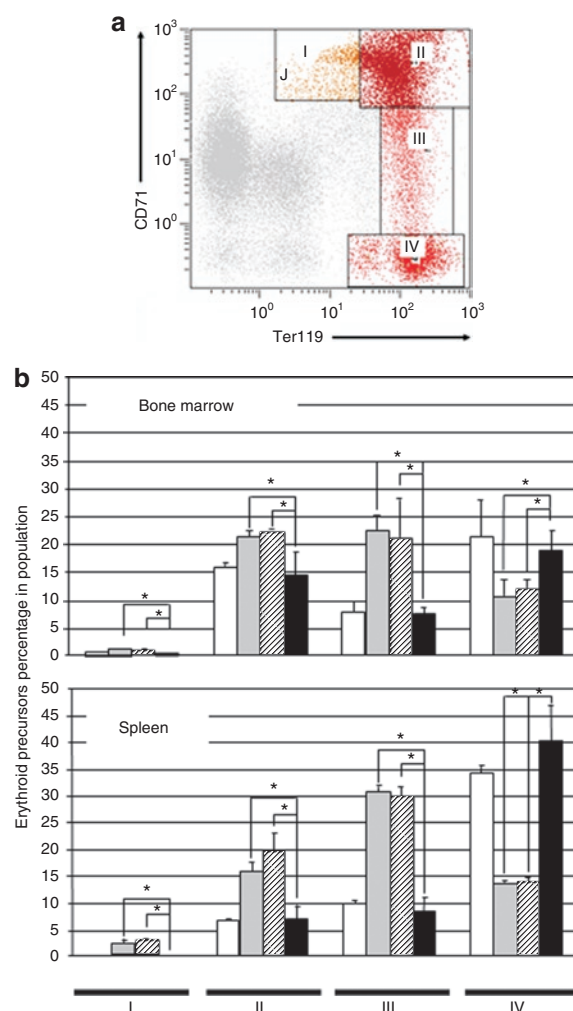 a
10³
10²
10¹
10⁰
CD71
I
J
II
III
IV
10⁰ 10¹ 10² 10³
Ter119
b
Erythroid precursors percentage in population
50
45
40
35
30
25
20
15
10
5
0
Bone marrow
* * * * * * * *
50
45
40
35
30
25
20
15
10
5
0
Spleen
* * * * * * * *
I II III IV